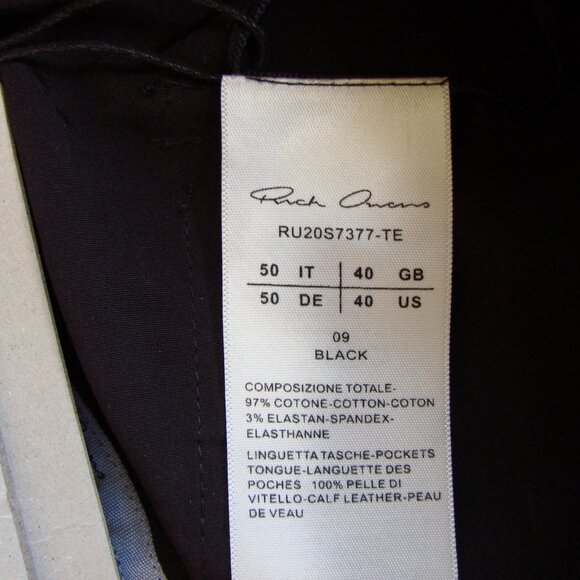 Rick Owens
RU20S7377-TE
50 IT | 40 GB
50 DE | 40 US
09
BLACK
COMPOSIZIONE TOTALE-
97% COTONE-COTTON-COTON
3% ELASTAN-SPANDEX-
ELASTHANNE
LINGUETTA TASCHE-POCKETS
TONGUE-LANGUETTE DES
POCHES 100% PELLE DI
VITELLO-CALF LEATHER-PEAU
DE VEAU